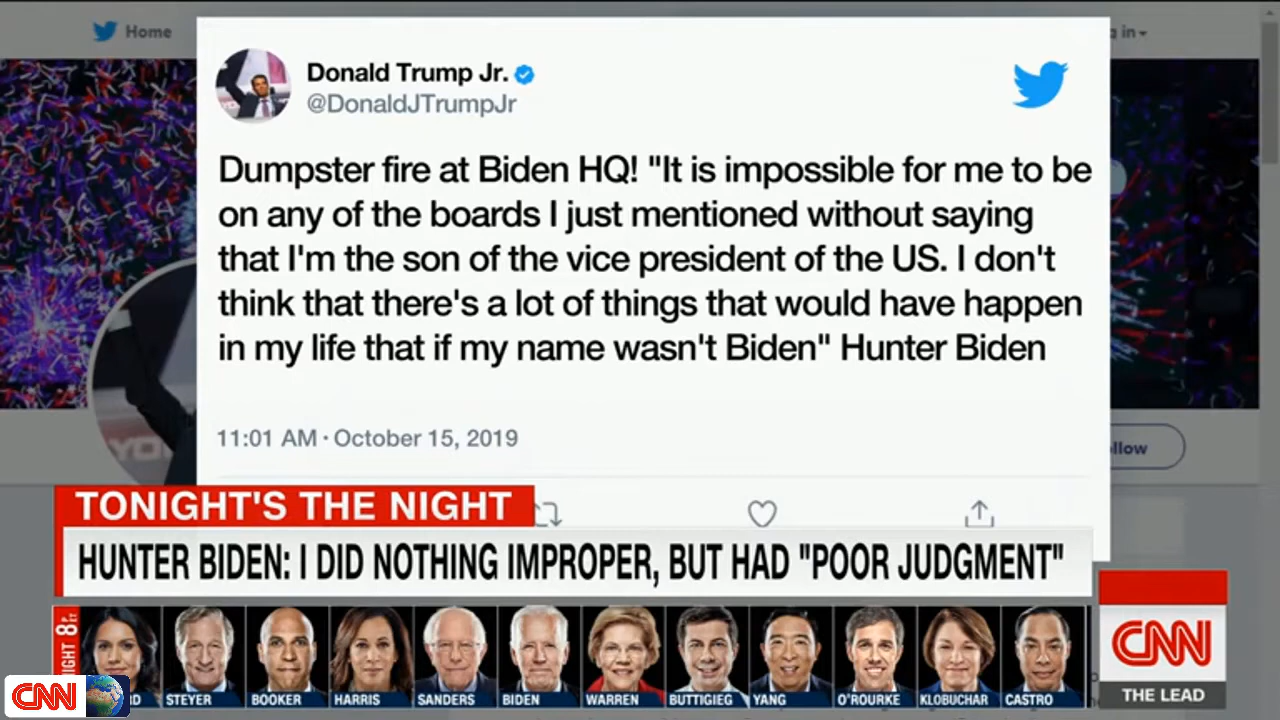 Home
Donald Trump Jr.
@DonaldJTrumpJr
Dumpster fire at Biden HQ! "It is impossible for me to be
on any of the boards I just mentioned without saying
that I'm the son of the vice president of the US. I don't
think that there's a lot of things that would have happen
in my life that if my name wasn't Biden" Hunter Biden
11:01 AM · October 15, 2019
TONIGHT'S THE NIGHT
HUNTER BIDEN: I DID NOTHING IMPROPER, BUT HAD "POOR JUDGMENT"
STEYER BOOKER HARRIS SANDERS BIDEN WARREN BUTTIGIEG YANG O'ROURKE KLOBUCHAR CASTRO
CNN
THE LEAD
CNN